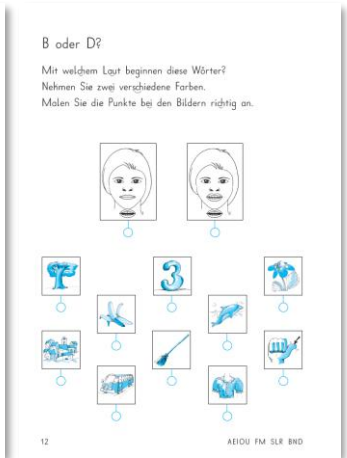 B oder D?
Mit welchem Laut beginnen diese Wörter?
Nehmen Sie zwei verschiedene Farben.
Malen Sie die Punkte bei den Bildern richtig an.
3
12 AEIOU FM SLR BND